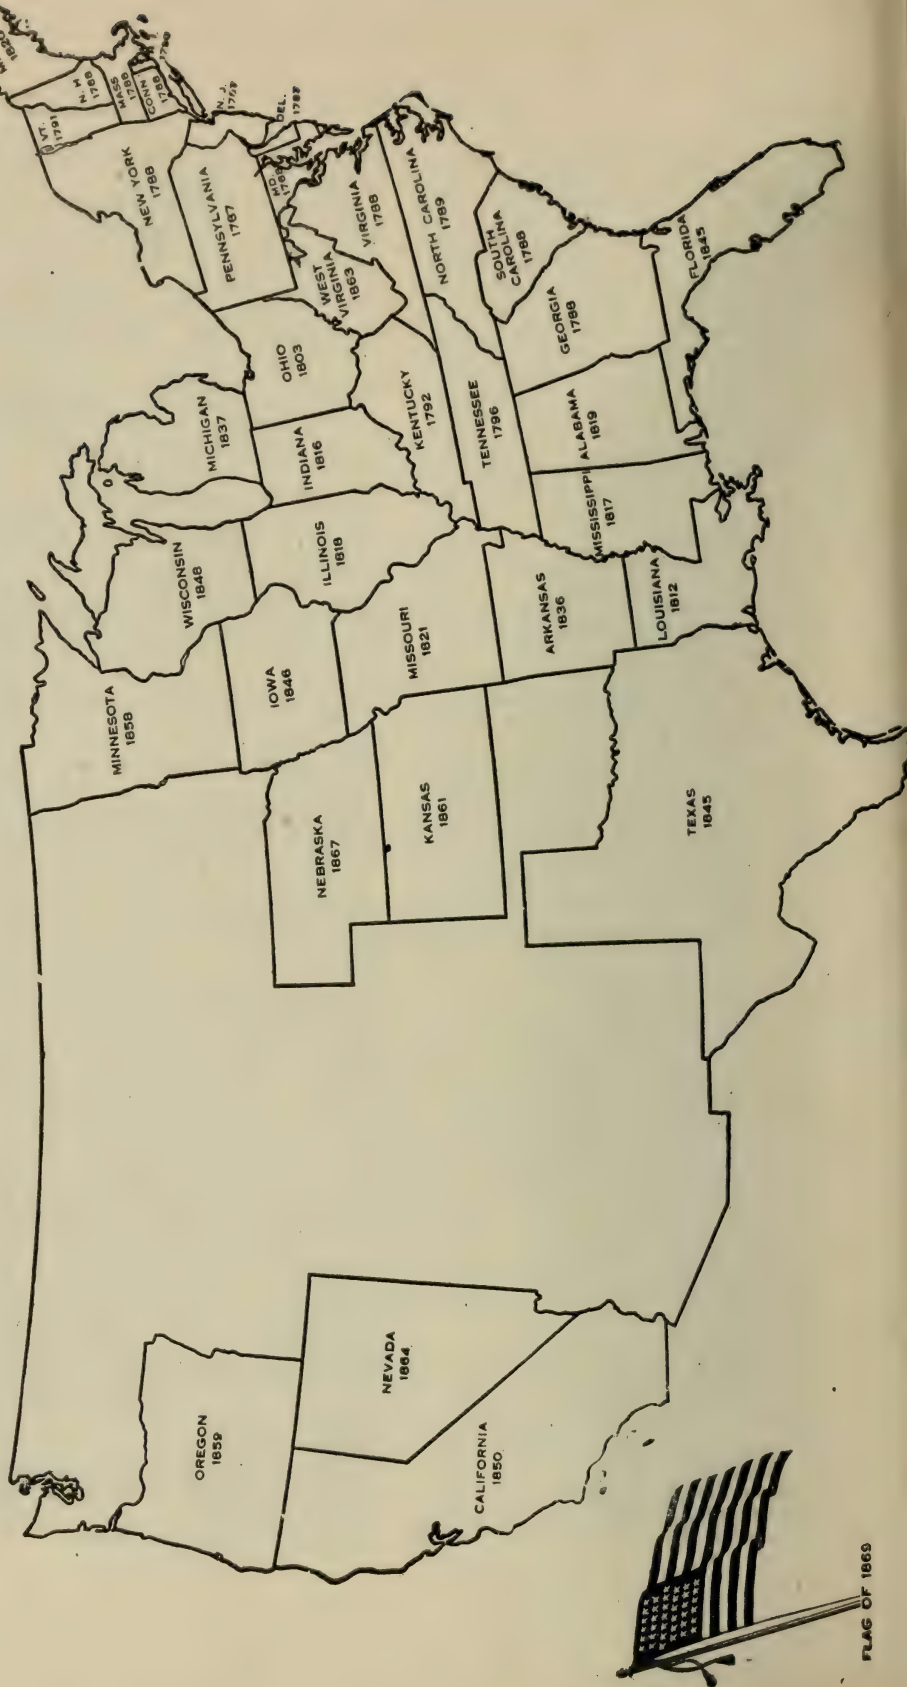 1820
VT.
1791
N. H
1788
MASS
1788
CONN.
1788
1790
NEW YORK
1788
N. J.
1787
PENNSYLVANIA
1787
DEL.
1787
MD.
1788
VIRGINIA
1788
WEST
VIRGINIA
1863
NORTH CAROLINA
1789
SOUTH
CAROLINA
1788
GEORGIA
1788
FLORIDA
1845
OHIO
1803
MICHIGAN
1837
INDIANA
1816
KENTUCKY
1792
TENNESSEE
1796
ALABAMA
1819
MISSISSIPPI
1817
WISCONSIN
1848
ILLINOIS
1818
MINNESOTA
1858
IOWA
1846
MISSOURI
1821
ARKANSAS
1836
LOUISIANA
1812
NEBRASKA
1867
KANSAS
1861
TEXAS
1845
OREGON
1859
NEVADA
1864
CALIFORNIA
1850
FLAG OF 1869